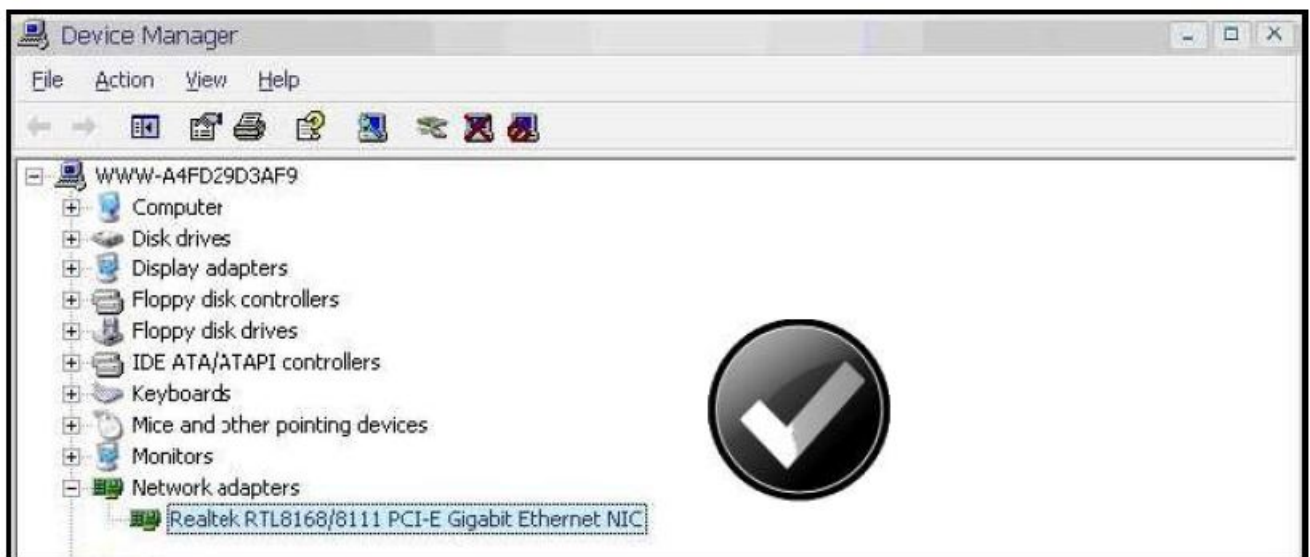 Device Manager
File Action View Help
WWW-A4FD29D3AF9
Computer
Disk drives
Display adapters
Floppy disk controllers
Floppy disk drives
IDE ATA/ATAPI controllers
Keyboards
Mice and other pointing devices
Monitors
Network adapters
Realtek RTL8168/8111 PCI-E Gigabit Ethernet NIC